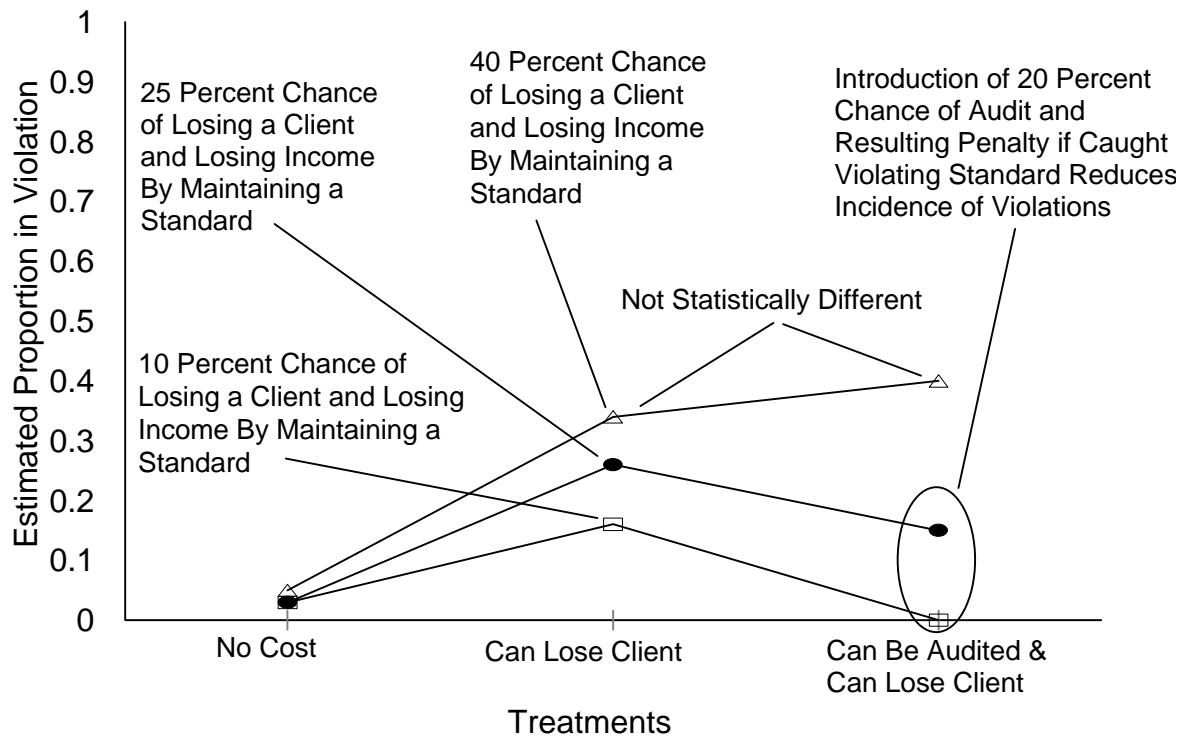 1
0.9
0.8
0.7
0.6
0.5
0.4
0.3
0.2
0.1
0
Estimated Proportion in Violation
25 Percent Chance
of Losing a Client
and Losing Income
By Maintaining a
Standard
40 Percent Chance
of Losing a Client
and Losing Income
By Maintaining a
Standard
Introduction of 20 Percent
Chance of Audit and
Resulting Penalty if Caught
Violating Standard Reduces
Incidence of Violations
Not Statistically Different
10 Percent Chance of
Losing a Client and Losing
Income By Maintaining a
Standard
No Cost
Can Lose Client
Can Be Audited &
Can Lose Client
Treatments